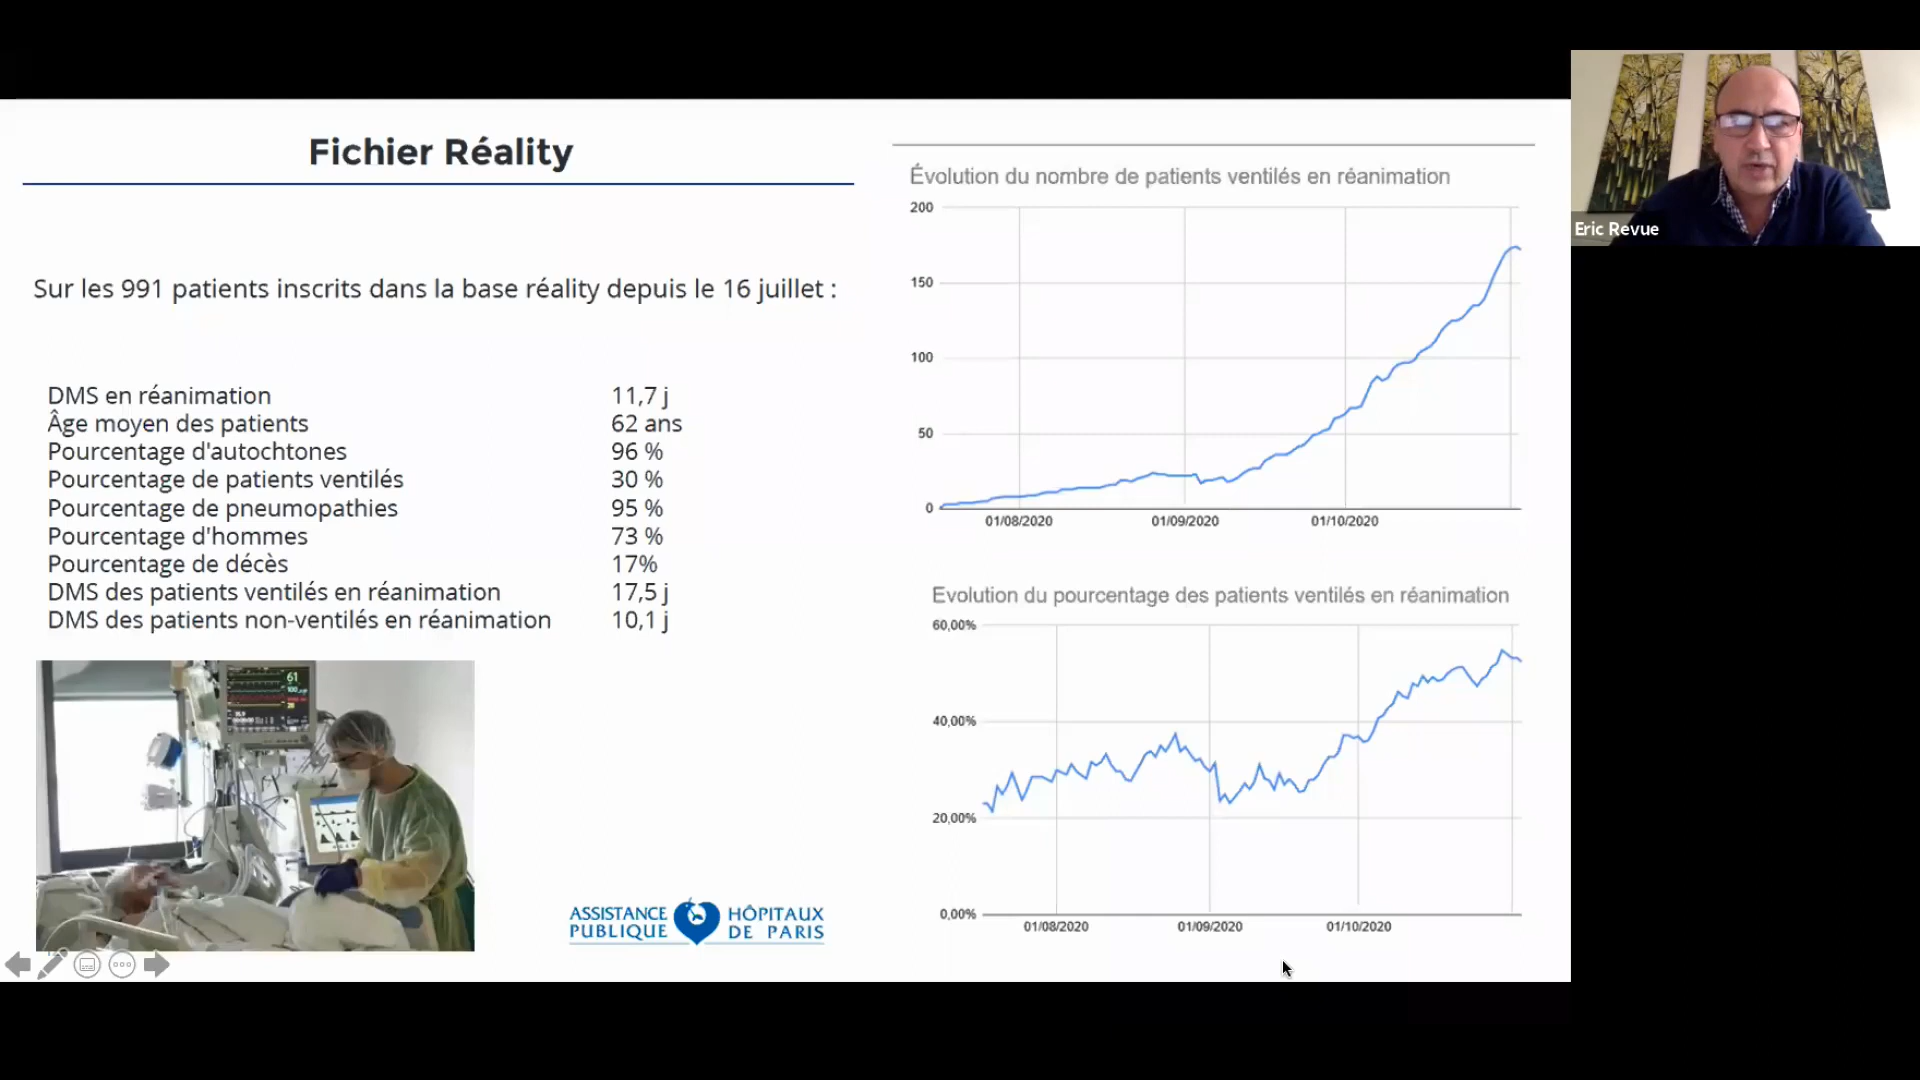 Fichier Réality
Sur les 991 patients inscrits dans la base réality depuis le 16 juillet :
DMS en réanimation 11,7 j
Âge moyen des patients 62 ans
Pourcentage d'autochtones 96 %
Pourcentage de patients ventilés 30 %
Pourcentage de pneumopathies 95 %
Pourcentage d'hommes 73 %
Pourcentage de décès 17%
DMS des patients ventilés en réanimation 17,5 j
DMS des patients non-ventilés en réanimation 10,1 j
61
ASSISTANCE HÔPITAUX
PUBLIQUE DE PARIS
Évolution du nombre de patients ventilés en réanimation
200
150
100
50
0
01/08/2020 01/09/2020 01/10/2020
Evolution du pourcentage des patients ventilés en réanimation
60,00%
40,00%
20,00%
0,00%
01/08/2020 01/09/2020 01/10/2020
Eric Revue